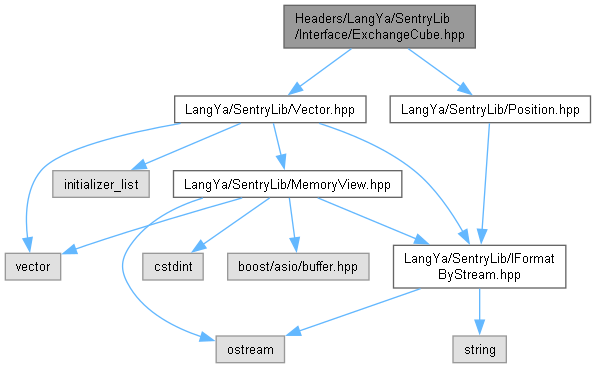 Headers/LangYa/SentryLib
/Interface/ExchangeCube.hpp
LangYa/SentryLib/Vector.hpp
LangYa/SentryLib/Position.hpp
initializer_list
LangYa/SentryLib/MemoryView.hpp
vector
cstdint
boost/asio/buffer.hpp
LangYa/SentryLib/IFormat
ByStream.hpp
ostream
string